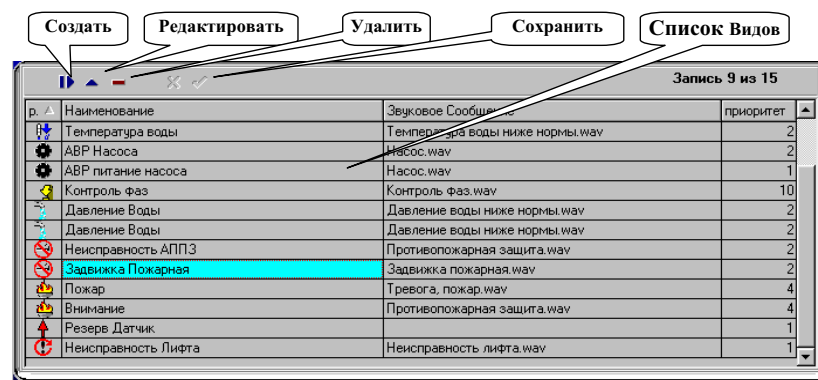 Создать Редактировать Удалить Сохранить Список Видов
Запись 9 из 15
р. Наименование Звуковое Сообщение приоритет
Температура воды Температура воды ниже нормы.wav 2
АВР Насоса Насос.wav 2
АВР питание насоса Насос.wav 1
Контроль фаз Контроль фаз.wav 10
Давление Воды Давление воды ниже нормы.wav 2
Давление Воды Давление воды ниже нормы.wav 2
Неисправность АППЗ Противопожарная защита.wav 2
Задвижка Пожарная Задвижка пожарная.wav 2
Пожар Тревога, пожар.wav 4
Внимание Противопожарная защита.wav 4
Резерв Датчик 1
Неисправность Лифта Неисправность лифта.wav 1